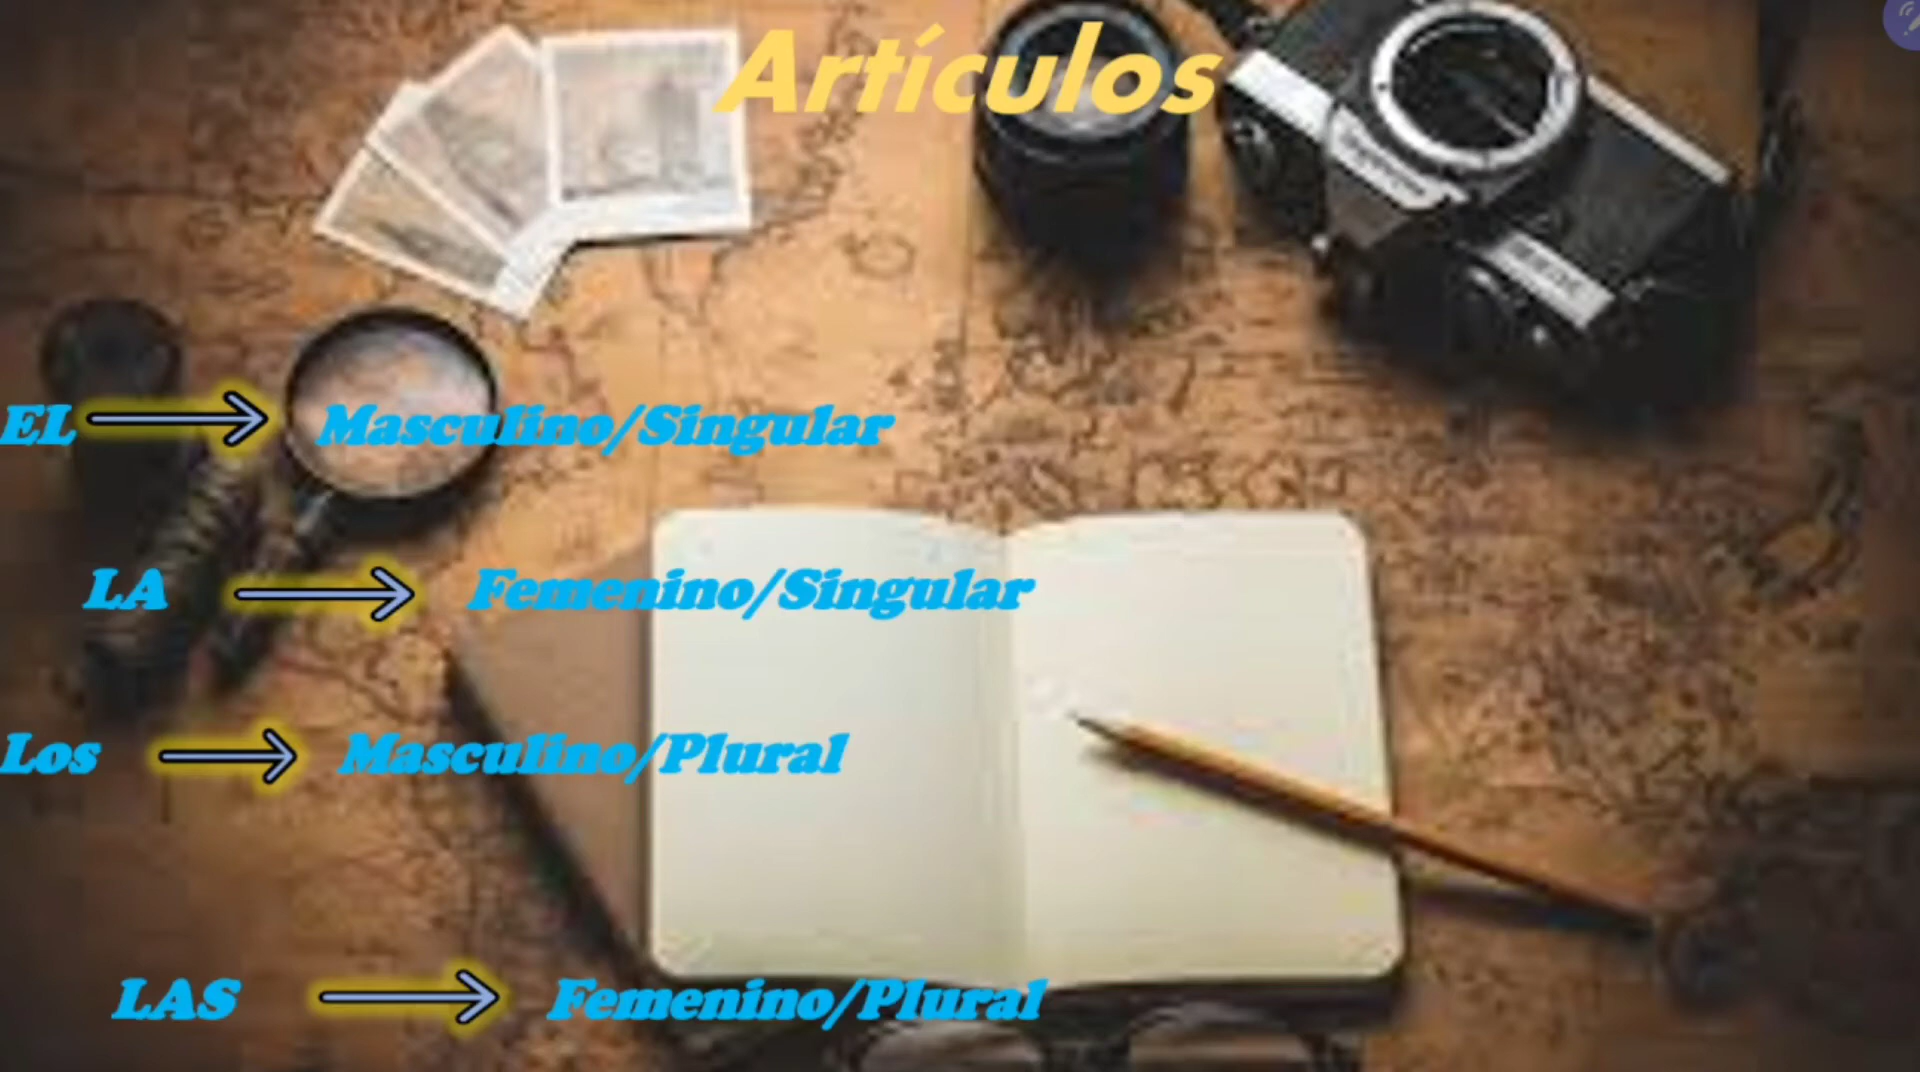 Artículos
EL Masculino/Singular
LA Femenino/Singular
Los Masculino/Plural
LAS Femenino/Plural